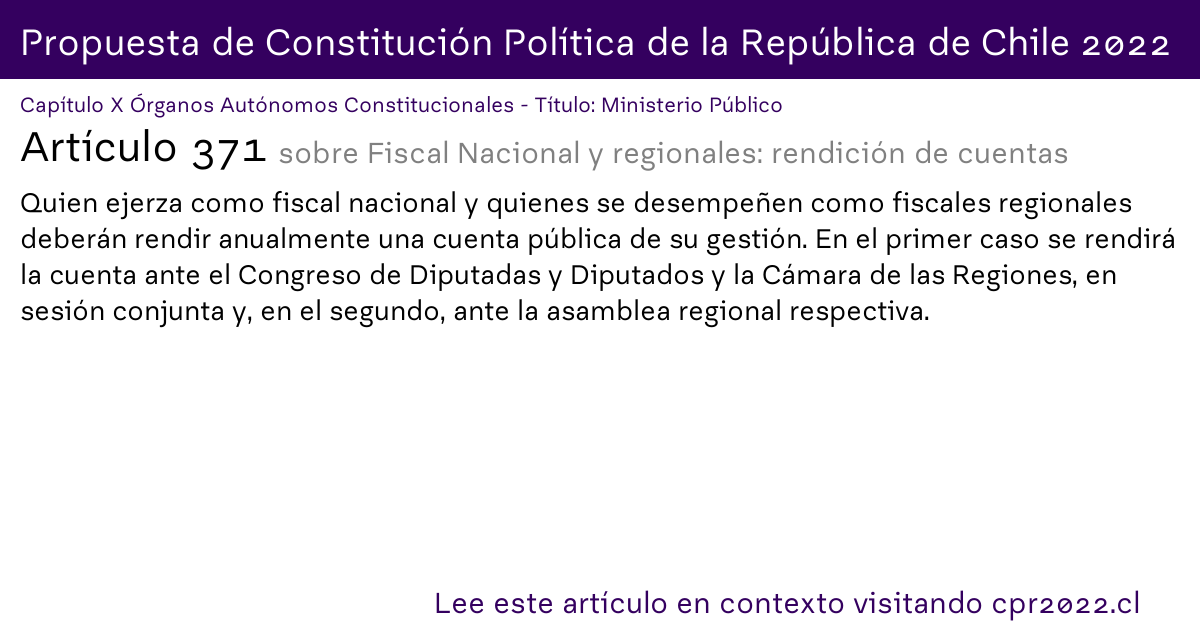 Propuesta de Constitución Política de la República de Chile 2022
Capítulo X Órganos Autónomos Constitucionales - Título: Ministerio Público
Artículo 371 sobre Fiscal Nacional y regionales: rendición de cuentas
Quien ejerza como fiscal nacional y quienes se desempeñen como fiscales regionales
deberán rendir anualmente una cuenta pública de su gestión. En el primer caso se rendirá
la cuenta ante el Congreso de Diputadas y Diputados y la Cámara de las Regiones, en
sesión conjunta y, en el segundo, ante la asamblea regional respectiva.
Lee este artículo en contexto visitando cpr2022.cl